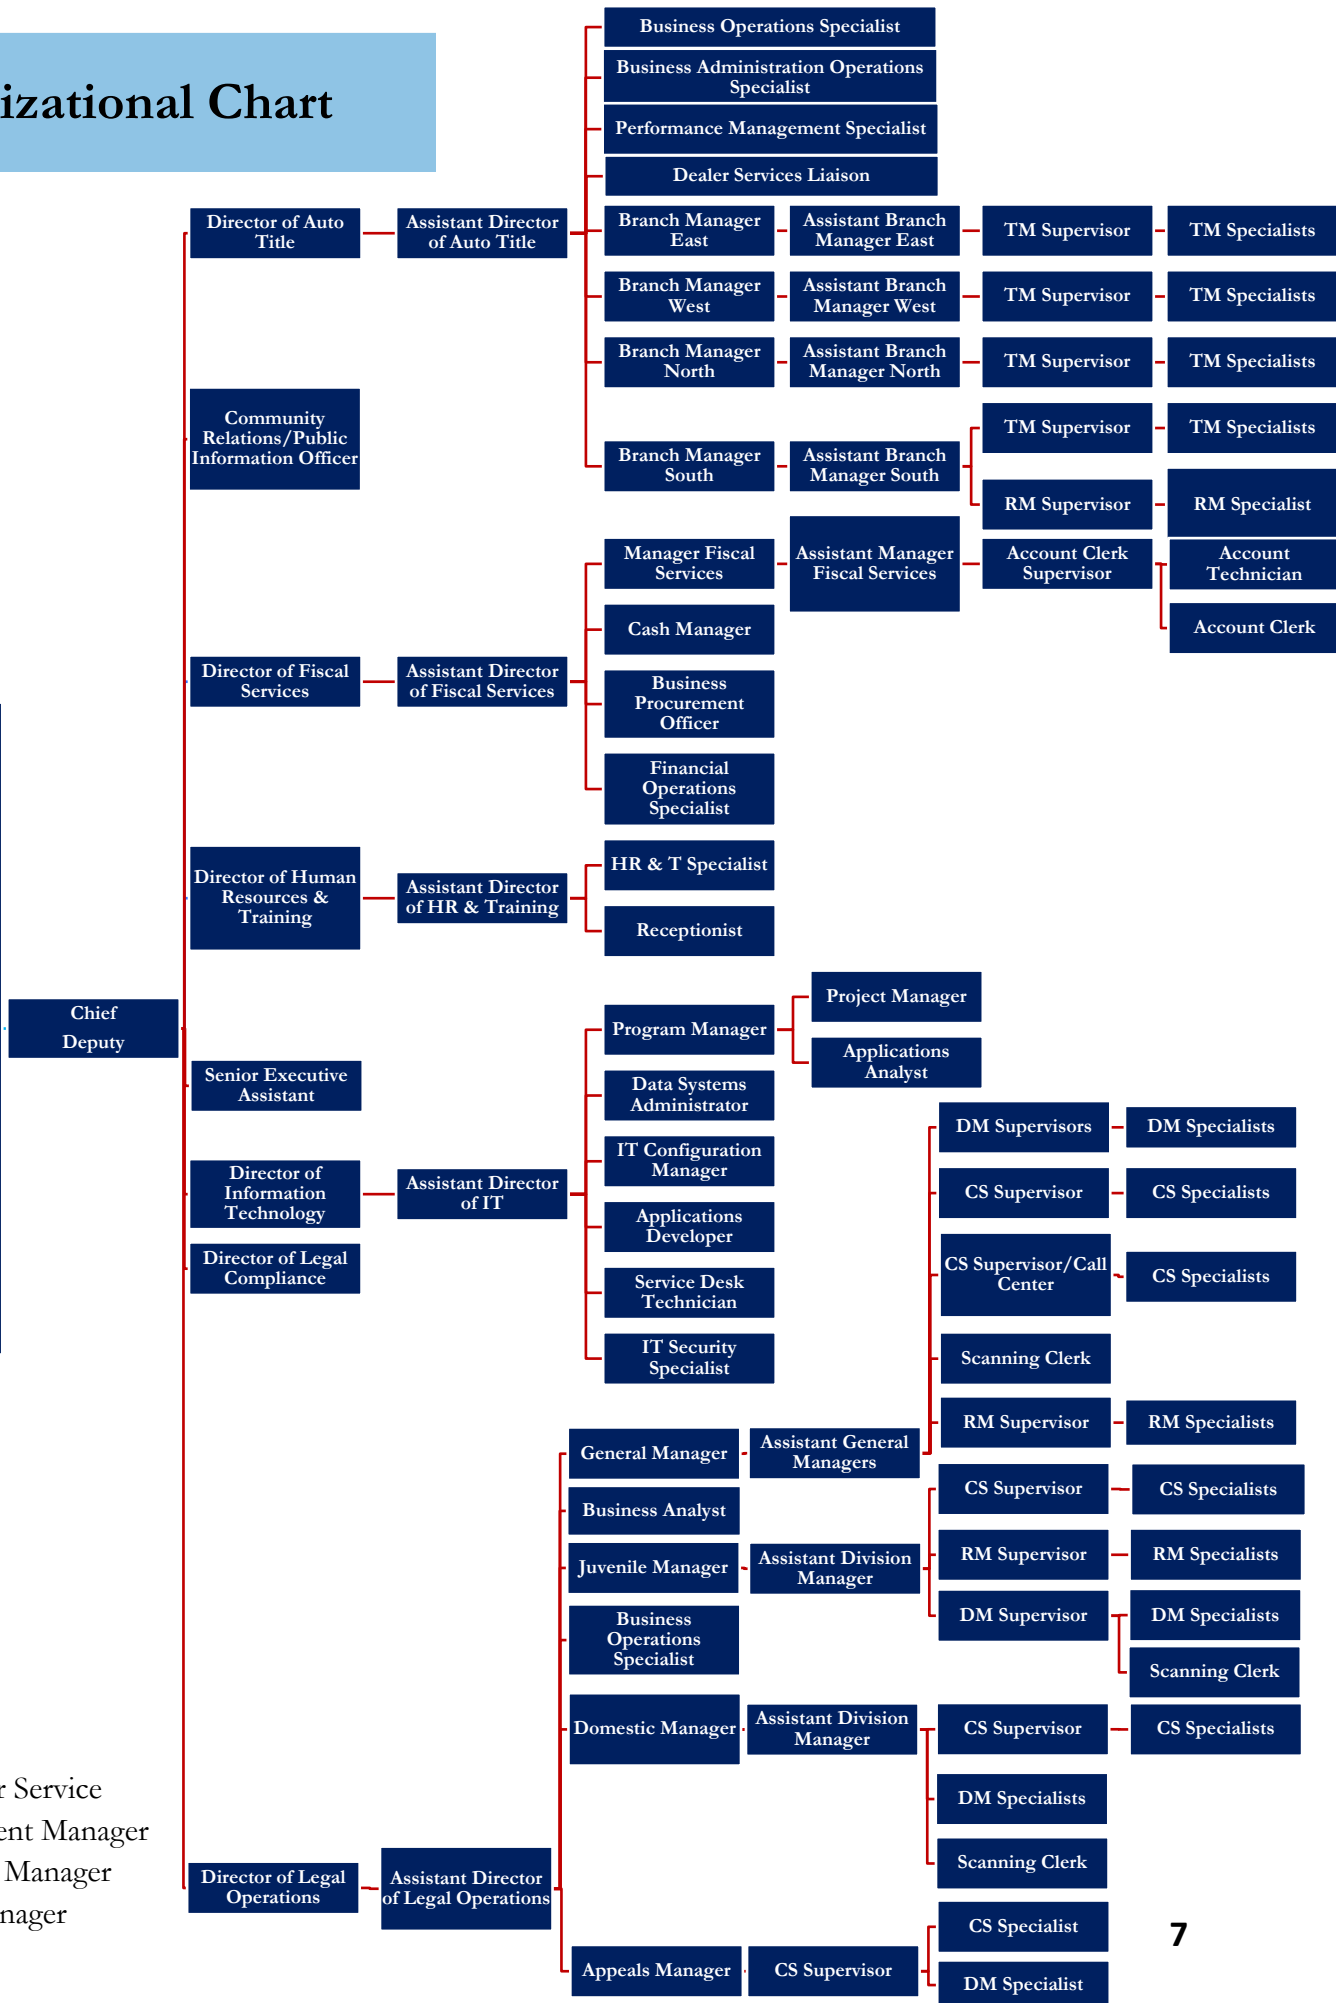 izational Chart
Business Operations Specialist
Business Administration Operations
Specialist
Performance Management Specialist
Dealer Services Liaison
Director of Auto
Title
Assistant Director
of Auto Title
Branch Manager
East
Assistant Branch
Manager East
TM Supervisor
TM Specialists
Branch Manager
West
Assistant Branch
Manager West
TM Supervisor
TM Specialists
Branch Manager
North
Assistant Branch
Manager North
TM Supervisor
TM Specialists
Branch Manager
South
Assistant Branch
Manager South
TM Supervisor
TM Specialists
RM Supervisor
RM Specialist
Community
Relations/Public
Information Officer
Director of Fiscal
Services
Assistant Director
of Fiscal Services
Manager Fiscal
Services
Assistant Manager
Fiscal Services
Account Clerk
Supervisor
Account
Technician
Account Clerk
Cash Manager
Business
Procurement
Officer
Financial
Operations
Specialist
Director of Human
Resources &
Training
Assistant Director
of HR & Training
HR & T Specialist
Receptionist
Chief
Deputy
Senior Executive
Assistant
Director of
Information
Technology
Assistant Director
of IT
Program Manager
Project Manager
Applications
Analyst
Data Systems
Administrator
IT Configuration
Manager
Applications
Developer
Service Desk
Technician
IT Security
Specialist
Director of Legal
Compliance
Director of Legal
Operations
Assistant Director
of Legal Operations
General Manager
Assistant General
Managers
DM Supervisors
DM Specialists
CS Supervisor
CS Specialists
CS Supervisor/Call
Center
CS Specialists
Scanning Clerk
RM Supervisor
RM Specialists
Business Analyst
Juvenile Manager
Assistant Division
Manager
CS Supervisor
CS Specialists
RM Supervisor
RM Specialists
DM Supervisor
DM Specialists
Scanning Clerk
Business
Operations
Specialist
Domestic Manager
Assistant Division
Manager
CS Supervisor
CS Specialists
DM Specialists
Scanning Clerk
Appeals Manager
CS Supervisor
CS Specialist
DM Specialist
r Service
ent Manager
Manager
nager
7